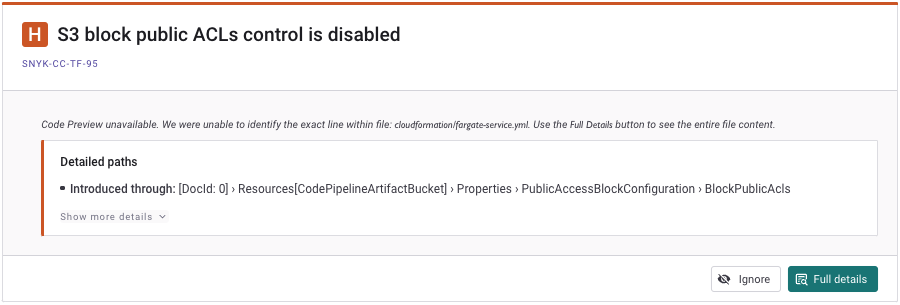 H S3 block public ACLs control is disabled
SNYK-CC-TF-95
Code Preview unavailable. We were unable to identify the exact line within file: cloudformation/fargate-service.yml. Use the Full Details button to see the entire file content.
Detailed paths
• Introduced through: [DocId: 0] › Resources[CodePipelineArtifactBucket] › Properties › PublicAccessBlockConfiguration › BlockPublicAcls
Show more details
Ignore Full details